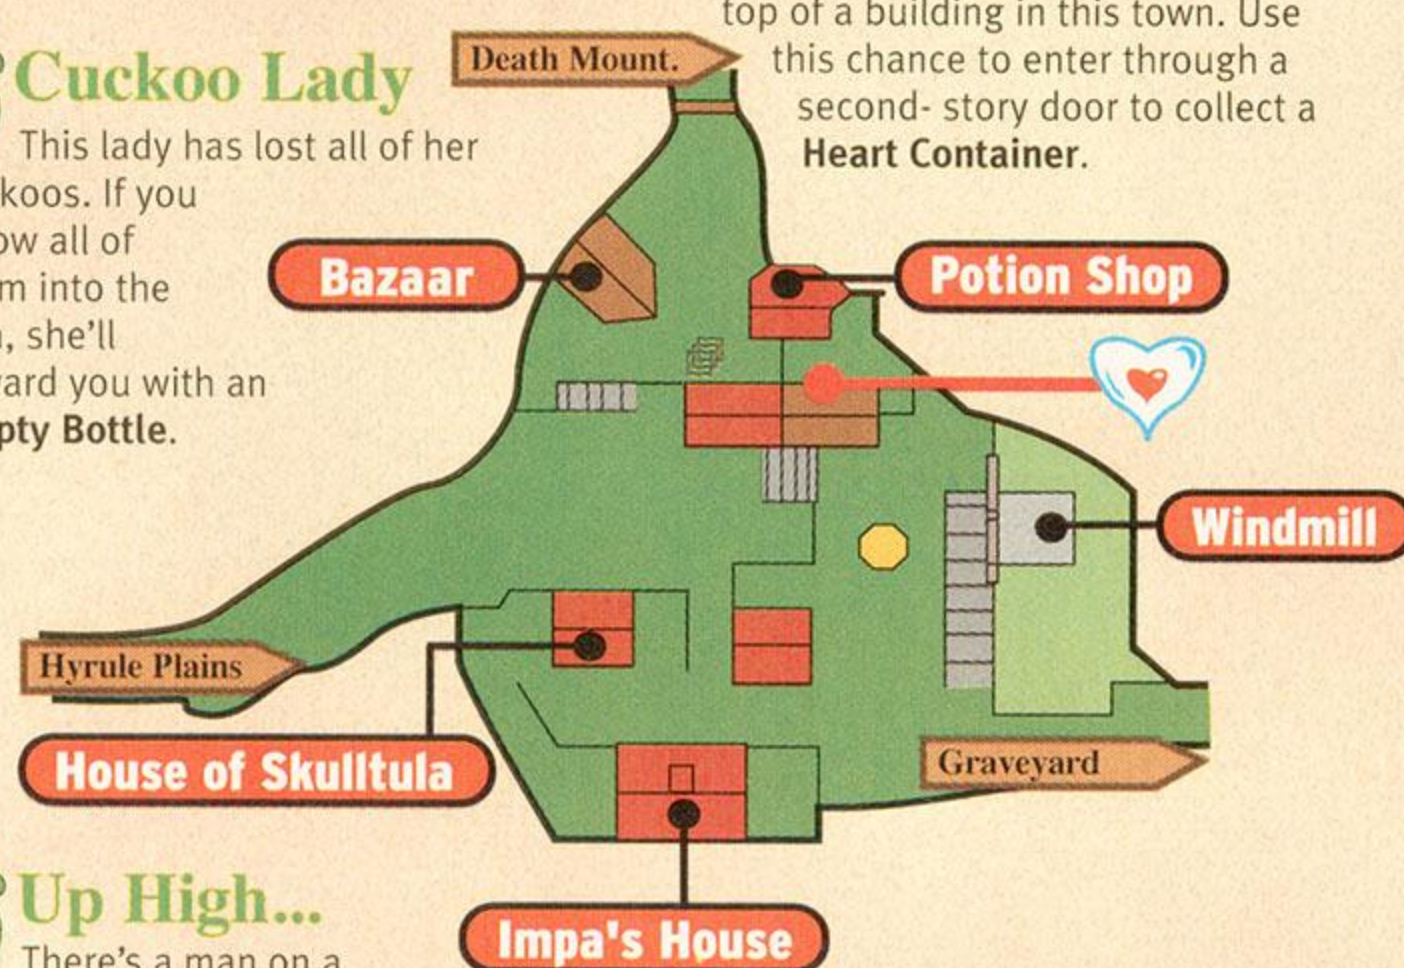 top of a building in this town. Use
this chance to enter through a
second- story door to collect a
Heart Container.
Death Mount.
Cuckoo Lady
This lady has lost all of her
koos. If you
ow all of
m into the
, she'll
ard you with an
pty Bottle.
Bazaar
Potion Shop
Windmill
Hyrule Plains
House of Skulltula
Graveyard
Impa's House
Up High...
There's a man on a